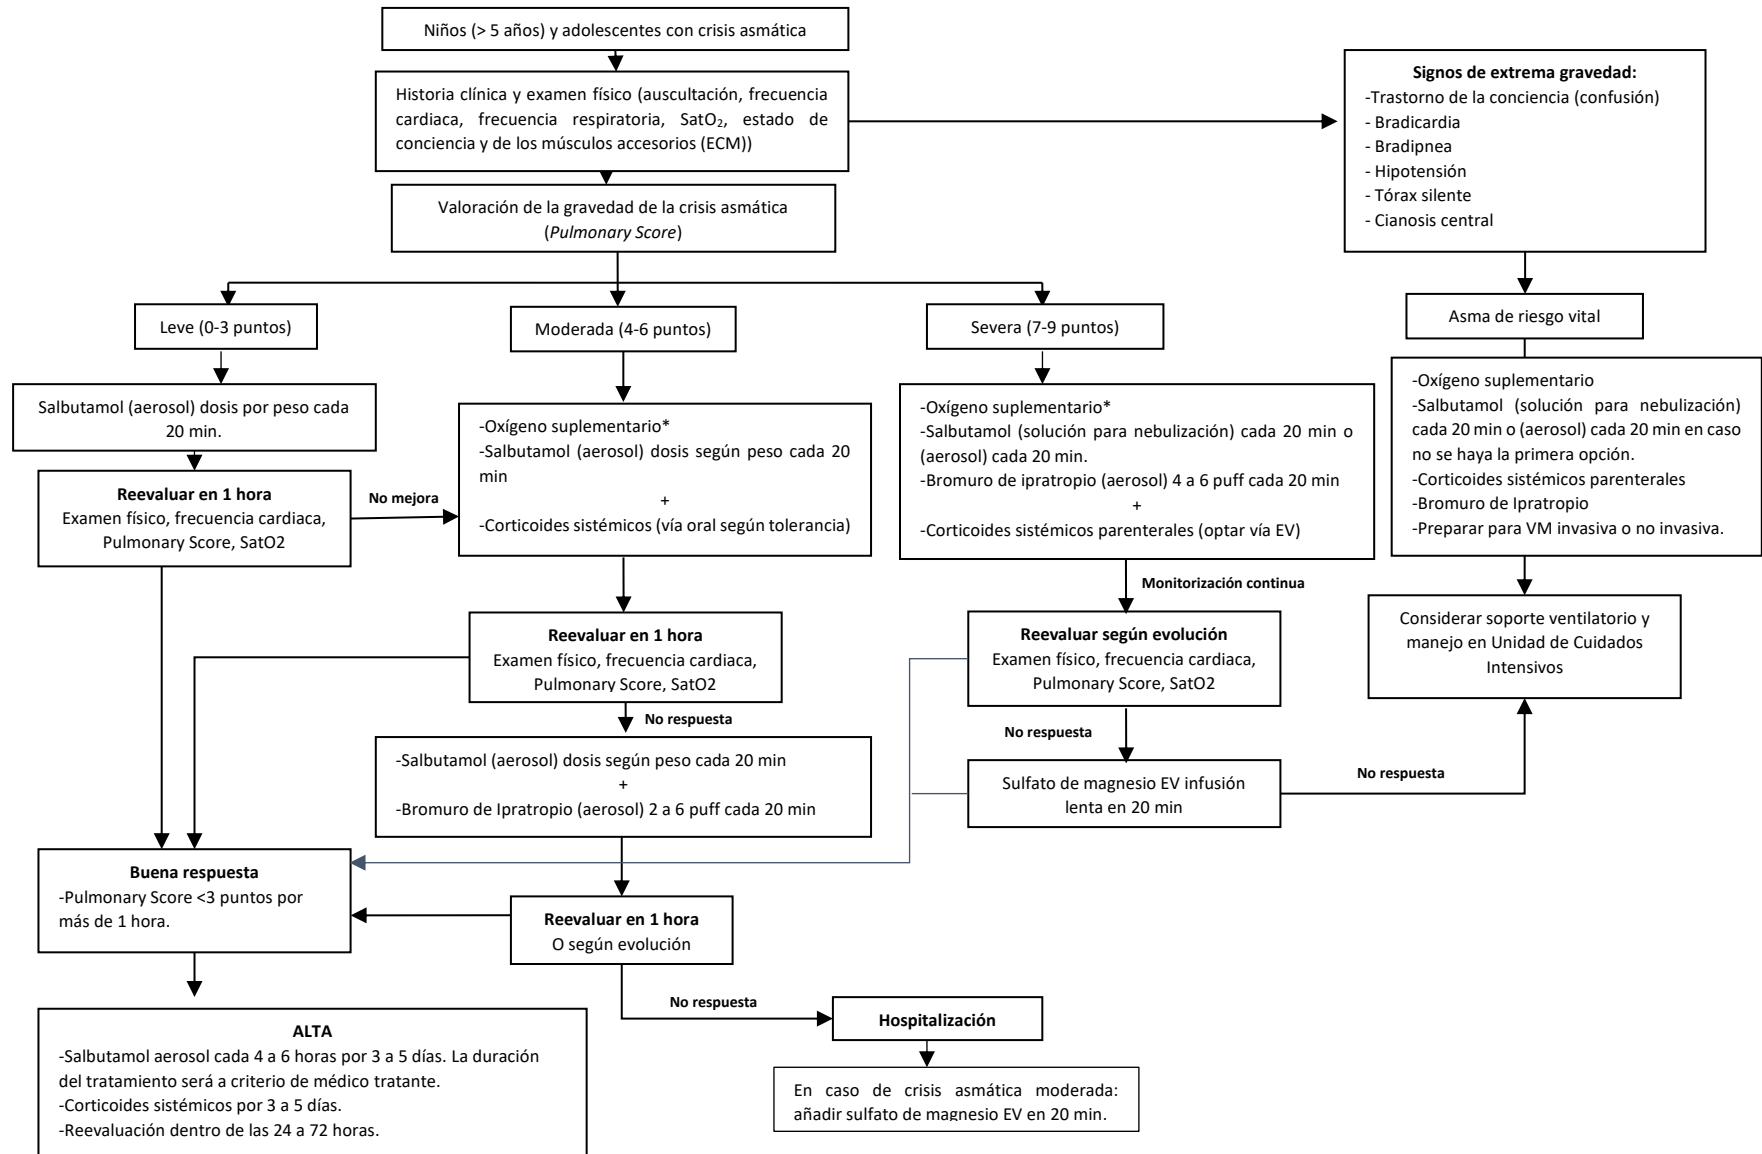 Niños (> 5 años) y adolescentes con crisis asmática
Historia clínica y examen físico (auscultación, frecuencia
cardiaca, frecuencia respiratoria, SatO₂, estado de
conciencia y de los músculos accesorios (ECM))
Signos de extrema gravedad:
-Trastorno de la conciencia (confusión)
- Bradicardia
- Bradipnea
- Hipotensión
- Tórax silente
- Cianosis central
Valoración de la gravedad de la crisis asmática
(Pulmonary Score)
Leve (0-3 puntos)
Moderada (4-6 puntos)
Severa (7-9 puntos)
Asma de riesgo vital
Salbutamol (aerosol) dosis por peso cada
20 min.
-Oxígeno suplementario*
-Salbutamol (aerosol) dosis según peso cada 20
min
+
-Corticoides sistémicos (vía oral según tolerancia)
-Oxígeno suplementario*
-Salbutamol (solución para nebulización) cada 20 min o
(aerosol) cada 20 min.
-Bromuro de ipratropio (aerosol) 4 a 6 puff cada 20 min
+
-Corticoides sistémicos parenterales (optar vía EV)
-Oxígeno suplementario
-Salbutamol (solución para nebulización)
cada 20 min o (aerosol) cada 20 min en caso
no se haya la primera opción.
-Corticoides sistémicos parenterales
-Bromuro de Ipratropio
-Preparar para VM invasiva o no invasiva.
Reevaluar en 1 hora
Examen físico, frecuencia cardiaca,
Pulmonary Score, SatO2
No mejora
Monitorización continua
Reevaluar en 1 hora
Examen físico, frecuencia cardiaca,
Pulmonary Score, SatO2
Reevaluar según evolución
Examen físico, frecuencia cardiaca,
Pulmonary Score, SatO2
Considerar soporte ventilatorio y
manejo en Unidad de Cuidados
Intensivos
No respuesta
No respuesta
-Salbutamol (aerosol) dosis según peso cada 20 min
+
-Bromuro de Ipratropio (aerosol) 2 a 6 puff cada 20 min
Sulfato de magnesio EV infusión
lenta en 20 min
No respuesta
Buena respuesta
-Pulmonary Score <3 puntos por
más de 1 hora.
Reevaluar en 1 hora
O según evolución
No respuesta
Hospitalización
ALTA
-Salbutamol aerosol cada 4 a 6 horas por 3 a 5 días. La duración
del tratamiento será a criterio de médico tratante.
-Corticoides sistémicos por 3 a 5 días.
-Reevaluación dentro de las 24 a 72 horas.
En caso de crisis asmática moderada:
añadir sulfato de magnesio EV en 20 min.